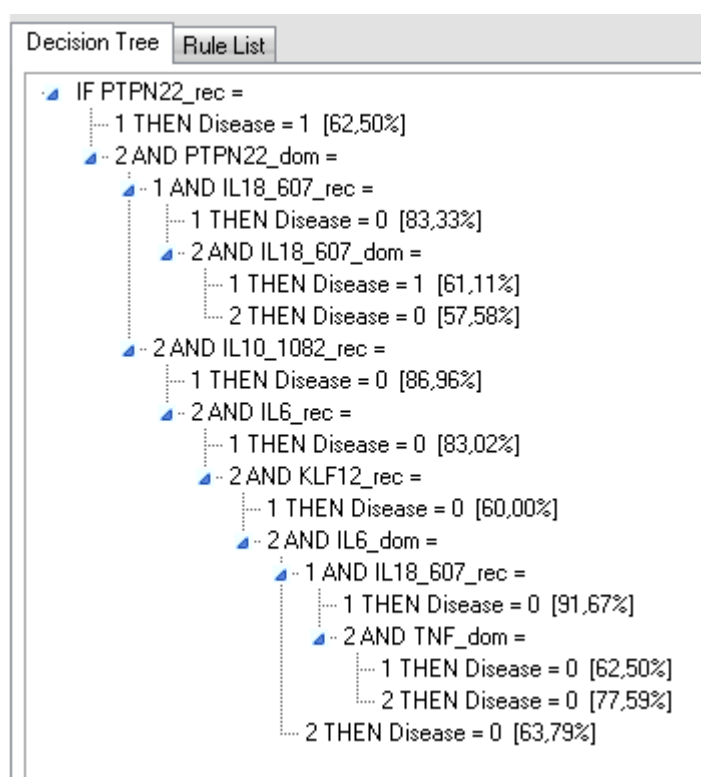 Decision Tree Rule List
IF PTPN22_rec =
1 THEN Disease = 1 [62,50%]
2 AND PTPN22_dom =
1 AND IL18_607_rec =
1 THEN Disease = 0 [83,33%]
2 AND IL18_607_dom =
1 THEN Disease = 1 [61,11%]
2 THEN Disease = 0 [57,58%]
2 AND IL10_1082_rec =
1 THEN Disease = 0 [86,96%]
2 AND IL6_rec =
1 THEN Disease = 0 [83,02%]
2 AND KLF12_rec =
1 THEN Disease = 0 [60,00%]
2 AND IL6_dom =
1 AND IL18_607_rec =
1 THEN Disease = 0 [91,67%]
2 AND TNF_dom =
1 THEN Disease = 0 [62,50%]
2 THEN Disease = 0 [77,59%]
2 THEN Disease = 0 [63,79%]